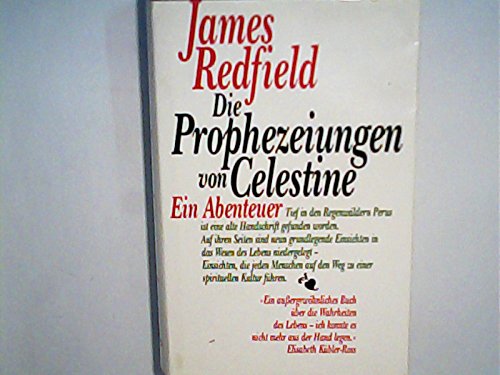 James
Redfield
Die
Prophezeiungen
von Celestine
Ein Abenteuer Tief in den Regenwäldern Perus
ist eine alte Handschrift gefunden worden.
Auf ihren Seiten sind neun grundlegende Einsichten in
das Wesen des Lebens niedergelegt –
Einsichten, die jeden Menschen auf den Weg zu einer
spirituellen Kultur führen.
»Ein außergewöhnliches Buch
über die Wahrheiten
des Lebens – ich konnte es
nicht mehr aus der Hand legen.«
Elisabeth Kübler-Ross